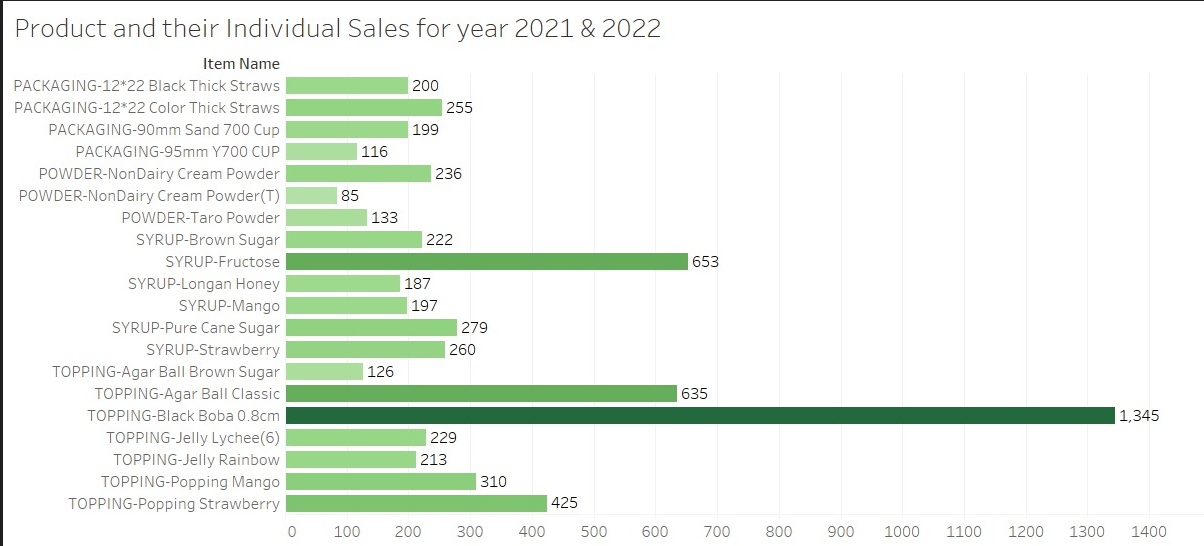 Product and their Individual Sales for year 2021 & 2022
Item Name
PACKAGING-12*22 Black Thick Straws 200
PACKAGING-12*22 Color Thick Straws 255
PACKAGING-90mm Sand 700 Cup 199
PACKAGING-95mm Y700 CUP 116
POWDER-NonDairy Cream Powder 236
POWDER-NonDairy Cream Powder(T) 85
POWDER-Taro Powder 133
SYRUP-Brown Sugar 222
SYRUP-Fructose 653
SYRUP-Longan Honey 187
SYRUP-Mango 197
SYRUP-Pure Cane Sugar 279
SYRUP-Strawberry 260
TOPPING-Agar Ball Brown Sugar 126
TOPPING-Agar Ball Classic 635
TOPPING-Black Boba 0.8cm 1,345
TOPPING-Jelly Lychee(6) 229
TOPPING-Jelly Rainbow 213
TOPPING-Popping Mango 310
TOPPING-Popping Strawberry 425
0 100 200 300 400 500 600 700 800 900 1000 1100 1200 1300 1400